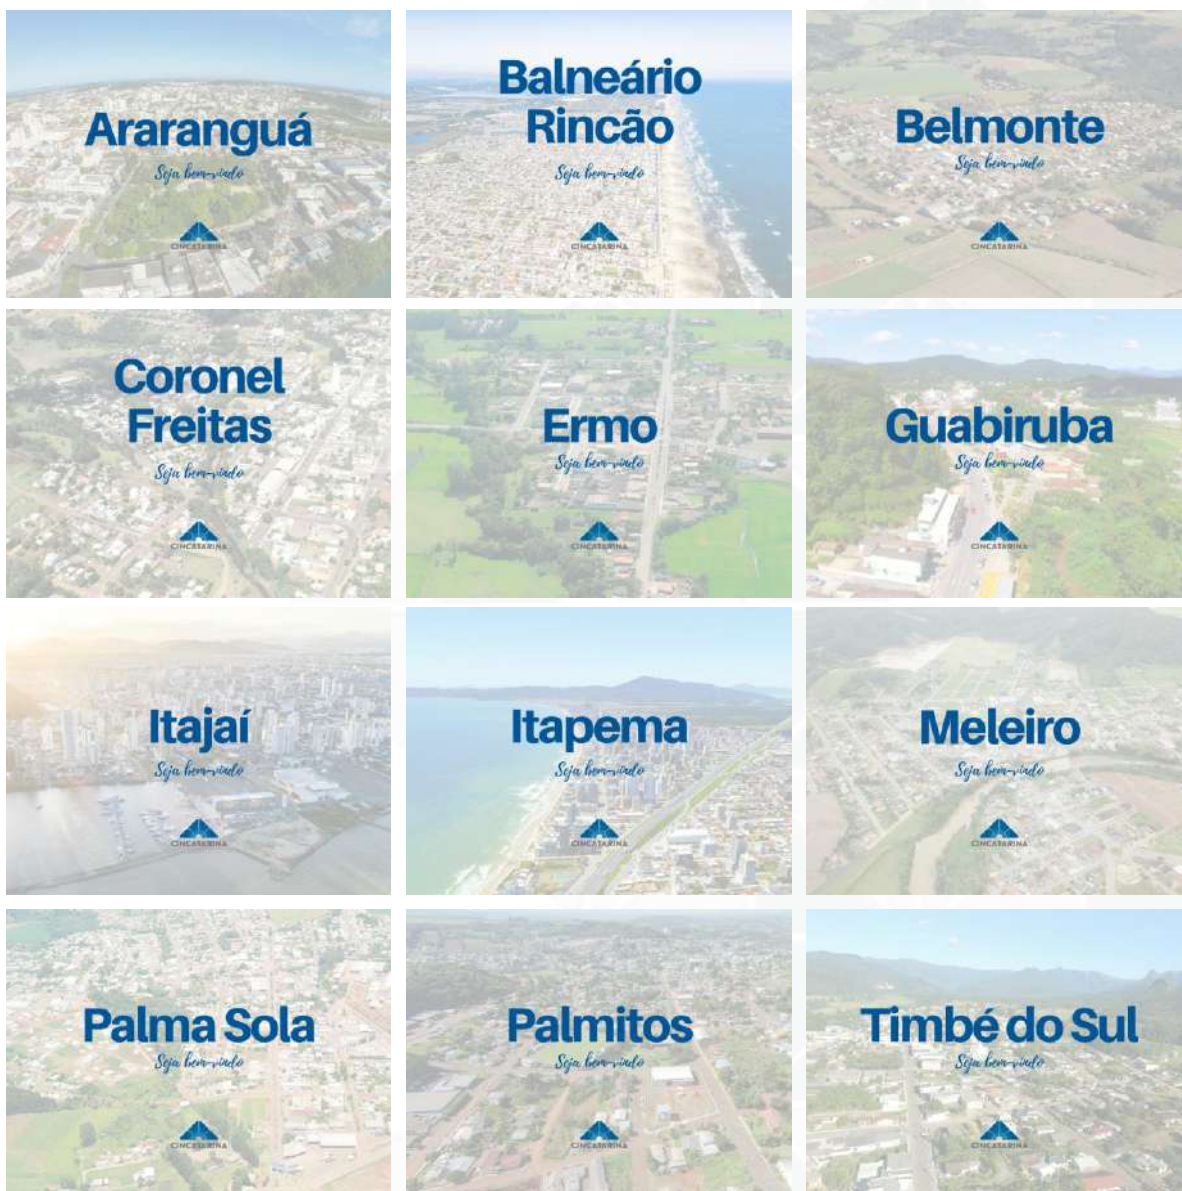 Araranguá
Seja bem-vindo
CINCATARINA
Balneário
Rincão
Seja bem-vindo
CINCATARINA
Belmonte
Seja bem-vindo
CINCATARINA
Coronel
Freitas
Seja bem-vindo
CINCATARINA
Ermo
Seja bem-vindo
CINCATARINA
Guabiruba
Seja bem-vindo
CINCATARINA
Itajaí
Seja bem-vindo
CINCATARINA
Itapema
Seja bem-vindo
CINCATARINA
Meleiro
Seja bem-vindo
CINCATARINA
Palma Sola
Seja bem-vindo
CINCATARINA
Palmitos
Seja bem-vindo
CINCATARINA
Timbé do Sul
Seja bem-vindo
CINCATARINA